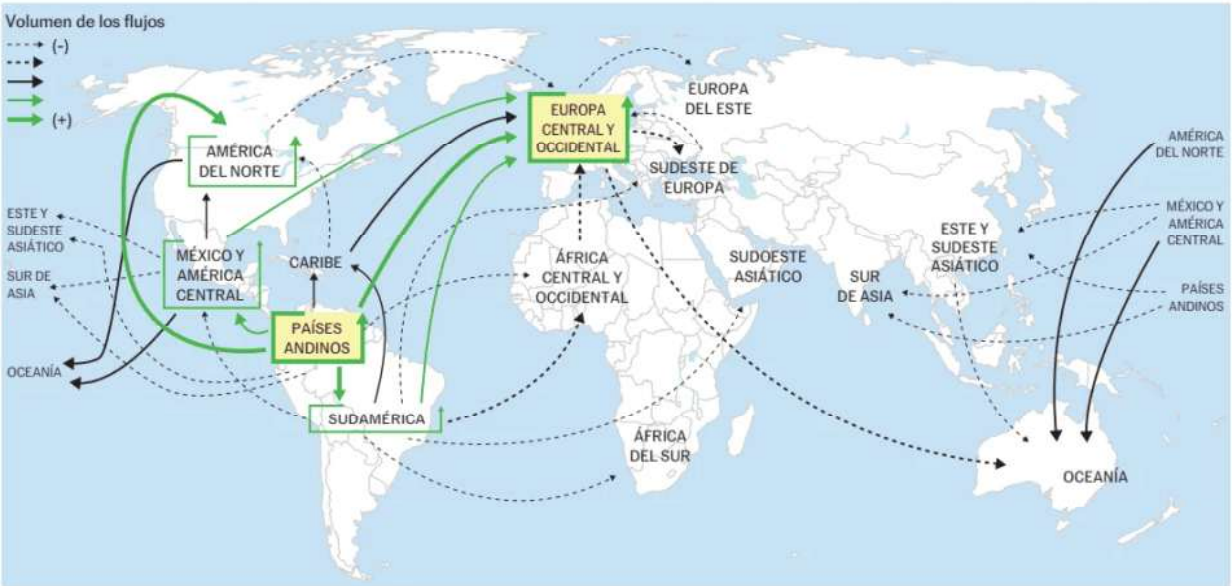 Volumen de los flujos
(-)
(+)
AMÉRICA
DEL NORTE
ESTE Y
SUDESTE
ASIÁTICO
SUR DE
ASIA
OCEANÍA
MÉXICO Y
AMÉRICA
CENTRAL
CARIBE
PAÍSES
ANDINOS
SUDAMÉRICA
EUROPA
CENTRAL Y
OCCIDENTAL
EUROPA
DEL ESTE
SUDESTE DE
EUROPA
ÁFRICA
CENTRAL Y
OCCIDENTAL
SUDOESTE
ASIÁTICO
ÁFRICA
DEL SUR
SUR
DE ASIA
ESTE Y
SUDESTE
ASIÁTICO
AMÉRICA
DEL NORTE
MÉXICO Y
AMÉRICA
CENTRAL
PAÍSES
ANDINOS
OCEANÍA